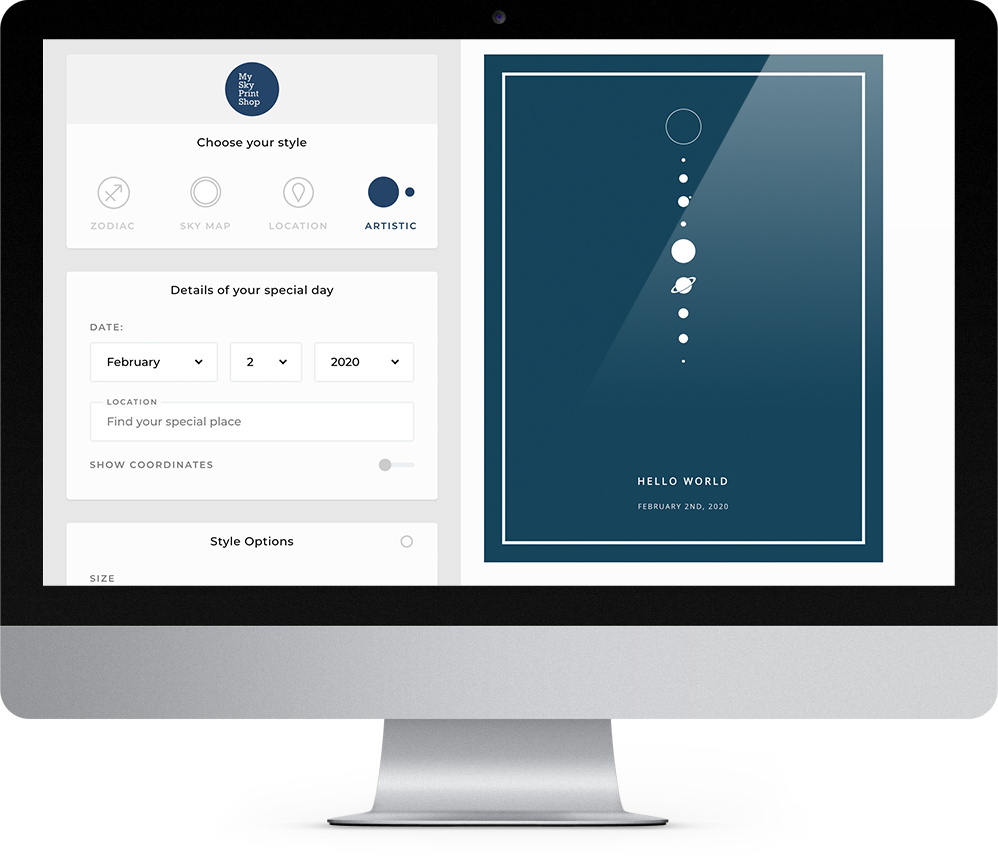 My
Sky
Print
Shop
Choose your style
ZODIAC
SKY MAP
LOCATION
ARTISTIC
Details of your special day
DATE:
February
2
2020
LOCATION
Find your special place
SHOW COORDINATES
Style Options
SIZE
HELLO WORLD
FEBRUARY 2ND, 2020